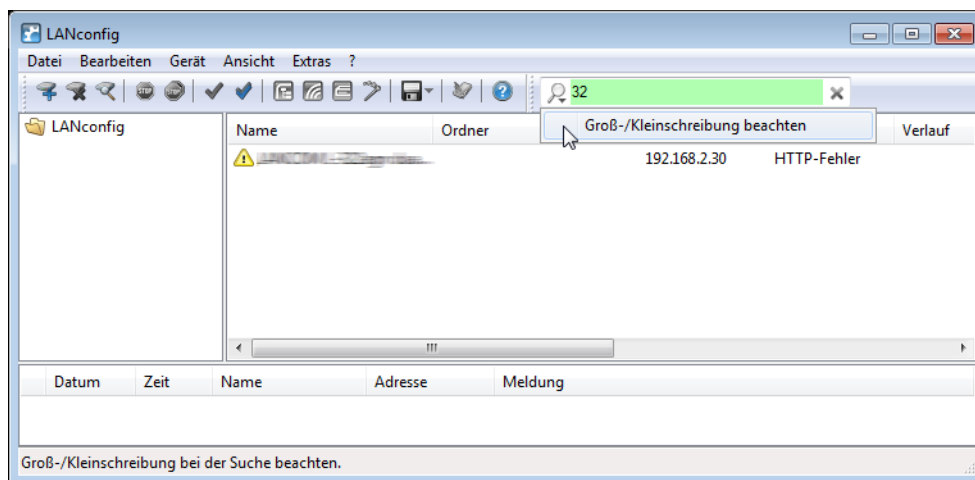 LANconfig
Datei Bearbeiten Gerät Ansicht Extras ?
32
LANconfig
Name Ordner Groß-/Kleinschreibung beachten Verlauf
192.168.2.30 HTTP-Fehler
Datum Zeit Name Adresse Meldung
Groß-/Kleinschreibung bei der Suche beachten.